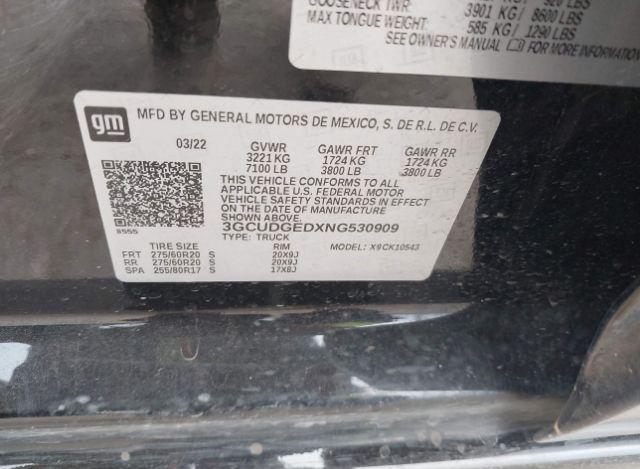 GOOSENECK TWR:
3901 KG/ 8600 LBS
MAX TONGUE WEIGHT: 585 KG / 1290 LBS
SEE OWNER'S MANUAL FOR MORE INFORMATION
gm
MFD BY GENERAL MOTORS DE MEXICO, S. DE R.L. DE C.V.
03/22 GVWR GAWR FRT GAWR RR
3221 KG 1724 KG 1724 KG
7100 LB 3800 LB 3800 LB
THIS VEHICLE CONFORMS TO ALL
APPLICABLE U.S. FEDERAL MOTOR
VEHICLE SAFETY STANDARDS IN EFFECT
ON THE DATE OF MANUFACTURE SHOWN
ABOVE.
3GCUDGEDXNG530909
8555
TYPE: TRUCK MODEL: X9CK10543
TIRE SIZE RIM
FRT 275/60R20 S 20X9J
RR 275/60R20 S 20X9J
SPA 255/80R17 S 17X8J